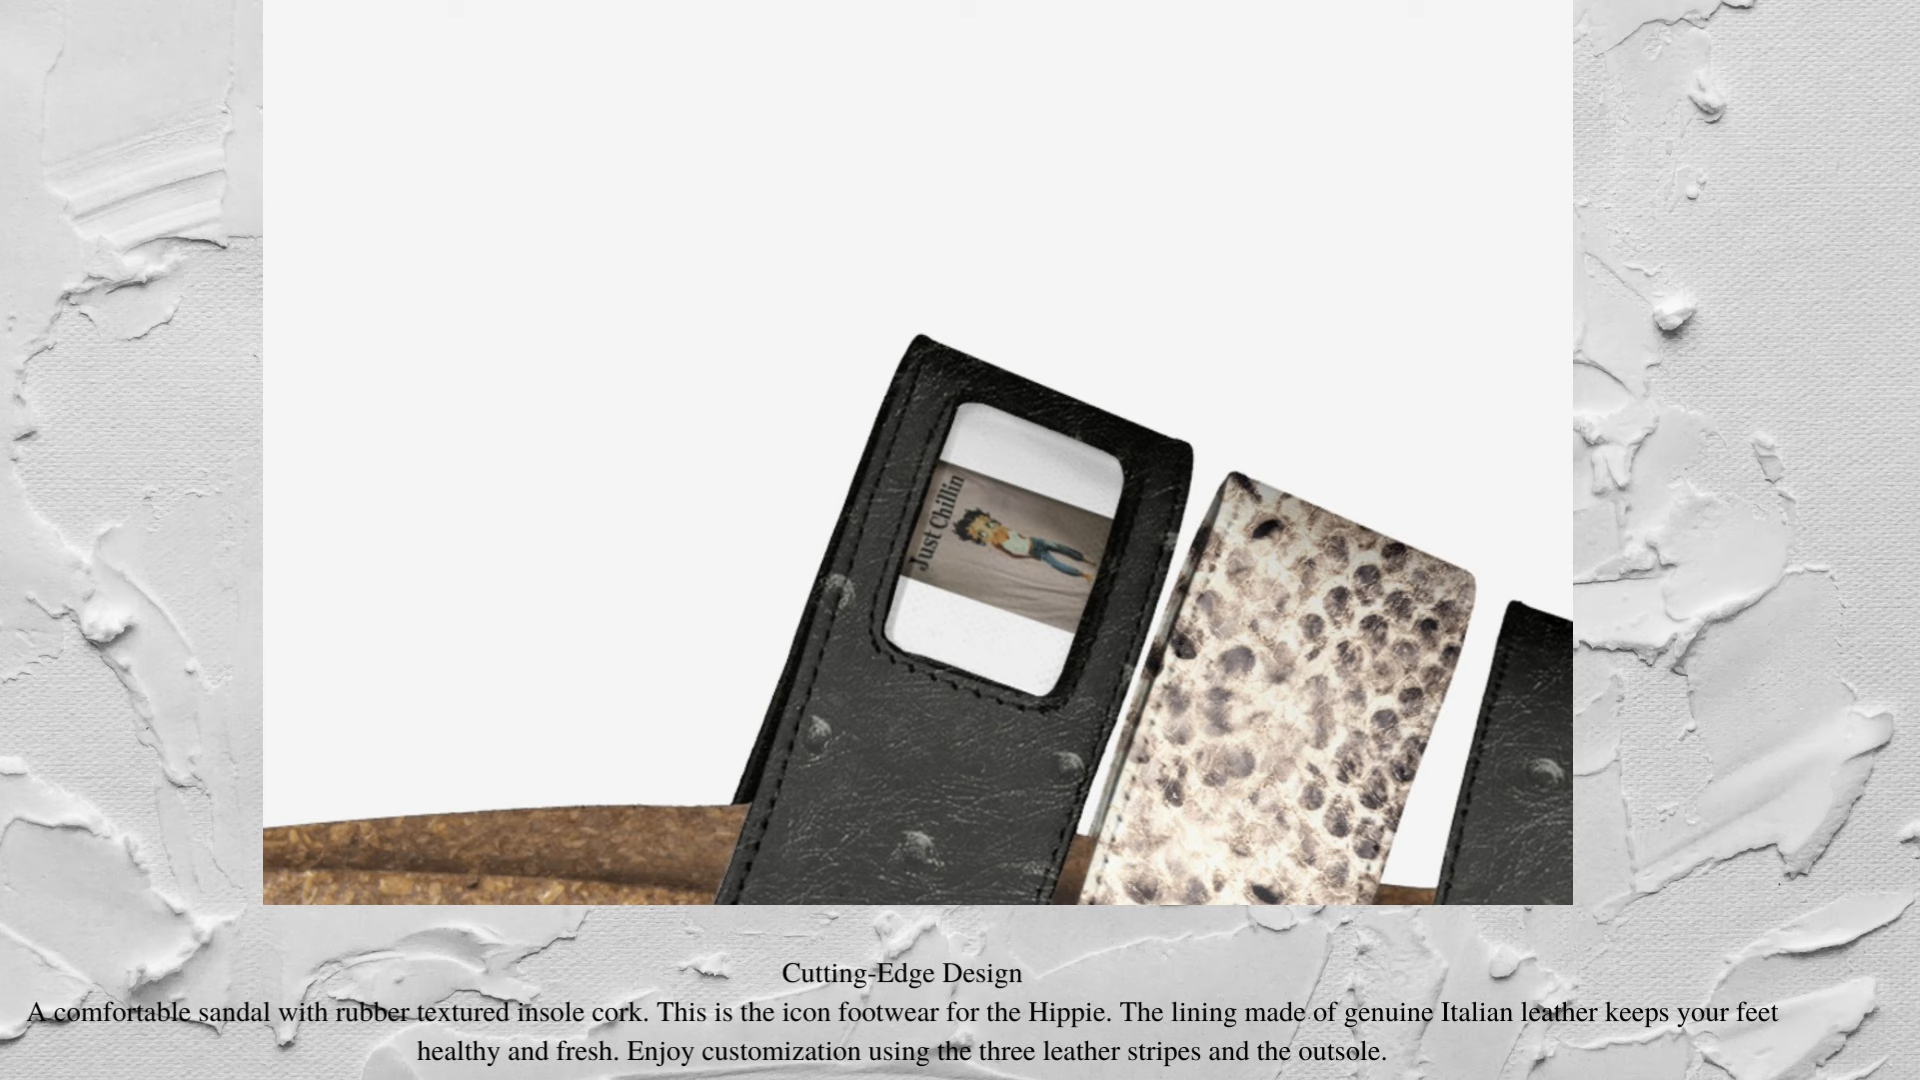 Just Chillin
Cutting-Edge Design
A comfortable sandal with rubber textured insole cork. This is the icon footwear for the Hippie. The lining made of genuine Italian leather keeps your feet
healthy and fresh. Enjoy customization using the three leather stripes and the outsole.